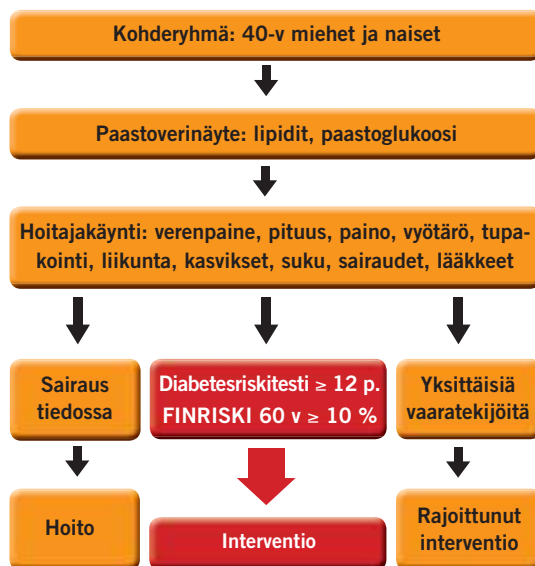 Kohderyhmä: 40-v miehet ja naiset
Paastoverinäyte: lipidit, paastoglukoosi
Hoitajakäynti: verenpaine, pituus, paino, vyötärö, tupa-
kointi, liikunta, kasvikset, suku, sairaudet, lääkkeet
Sairaus
tiedossa
Diabetesriskitesti ≥ 12 p.
FINRISKI 60 v ≥ 10 %
Yksittäisiä
vaaratekijöitä
Hoito
Interventio
Rajoittunut
interventio